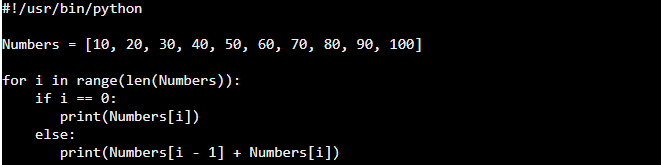 #!/usr/bin/python

Numbers = [10, 20, 30, 40, 50, 60, 70, 80, 90, 100]

for i in range(len(Numbers)):
    if i == 0:
       print(Numbers[i])
    else:
       print(Numbers[i - 1] + Numbers[i])